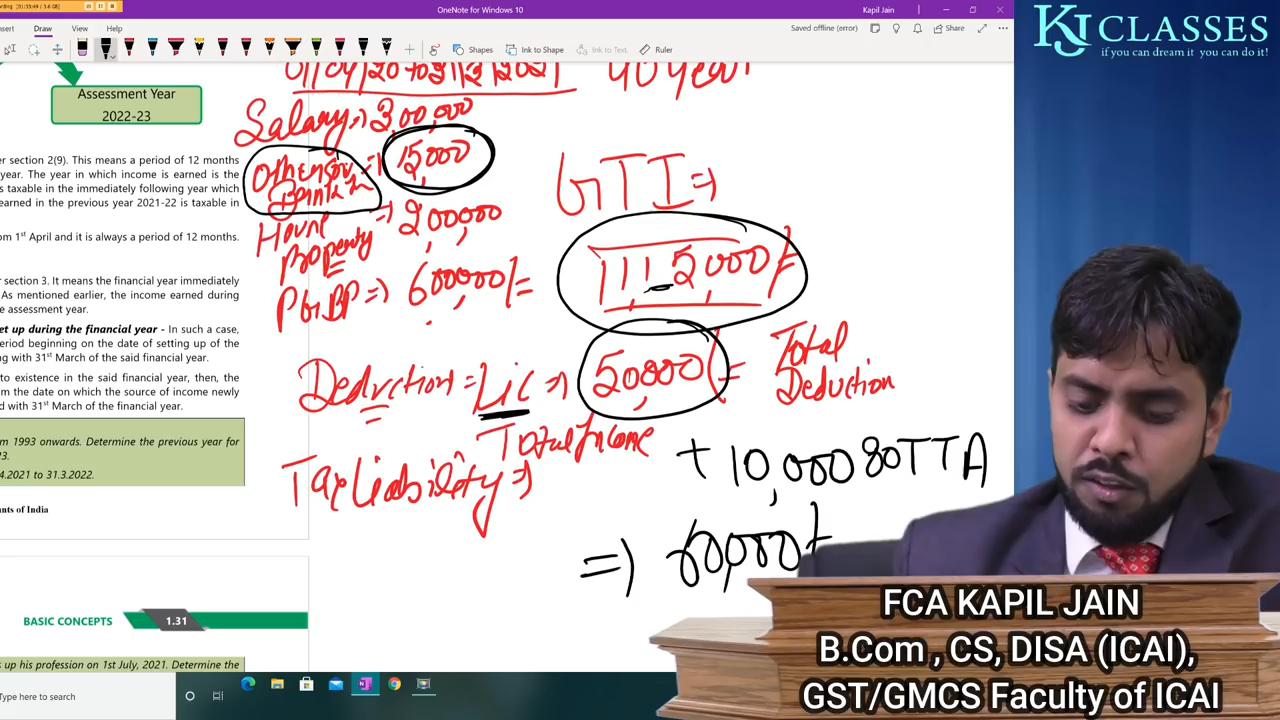 OneNote for Windows 10
Kapil Jain
Insert
Draw
View
Help
Saved offline (error)
Share
Shapes
Ink to Shape
Ink to Text
Ruler
KJ CLASSES
if you can dream it you can do it!
Assessment Year
2022-23
40 year
Salary => 3,00,000
=> 15,000
House Property => 2,00,000
PGBP => 6,00,000/=
GTI =>
11,15,000/=
er section 2(9). This means a period of 12 months
year. The year in which income is earned is the
is taxable in the immediately following year which
earned in the previous year 2021-22 is taxable in
om 1st April and it is always a period of 12 months.
er section 3. It means the financial year immediately
As mentioned earlier, the income earned during
e assessment year.
et up during the financial year - In such a case,
period beginning on the date of setting up of the
ng with 31st March of the said financial year.
to existence in the said financial year, then, the
om the date on which the source of income newly
d with 31st March of the financial year.
om 1993 onwards. Determine the previous year for
3.
4.2021 to 31.3.2022.
ants of India
Deduction = Lic => 50,000/= Total Deduction
Total Income
+ 10,000 80TTA
Tax Liability =>
=> 60,000/
BASIC CONCEPTS
1.31
s up his profession on 1st July, 2021. Determine the
Type here to search
FCA KAPIL JAIN
B.Com , CS, DISA (ICAI),
GST/GMCS Faculty of ICAI